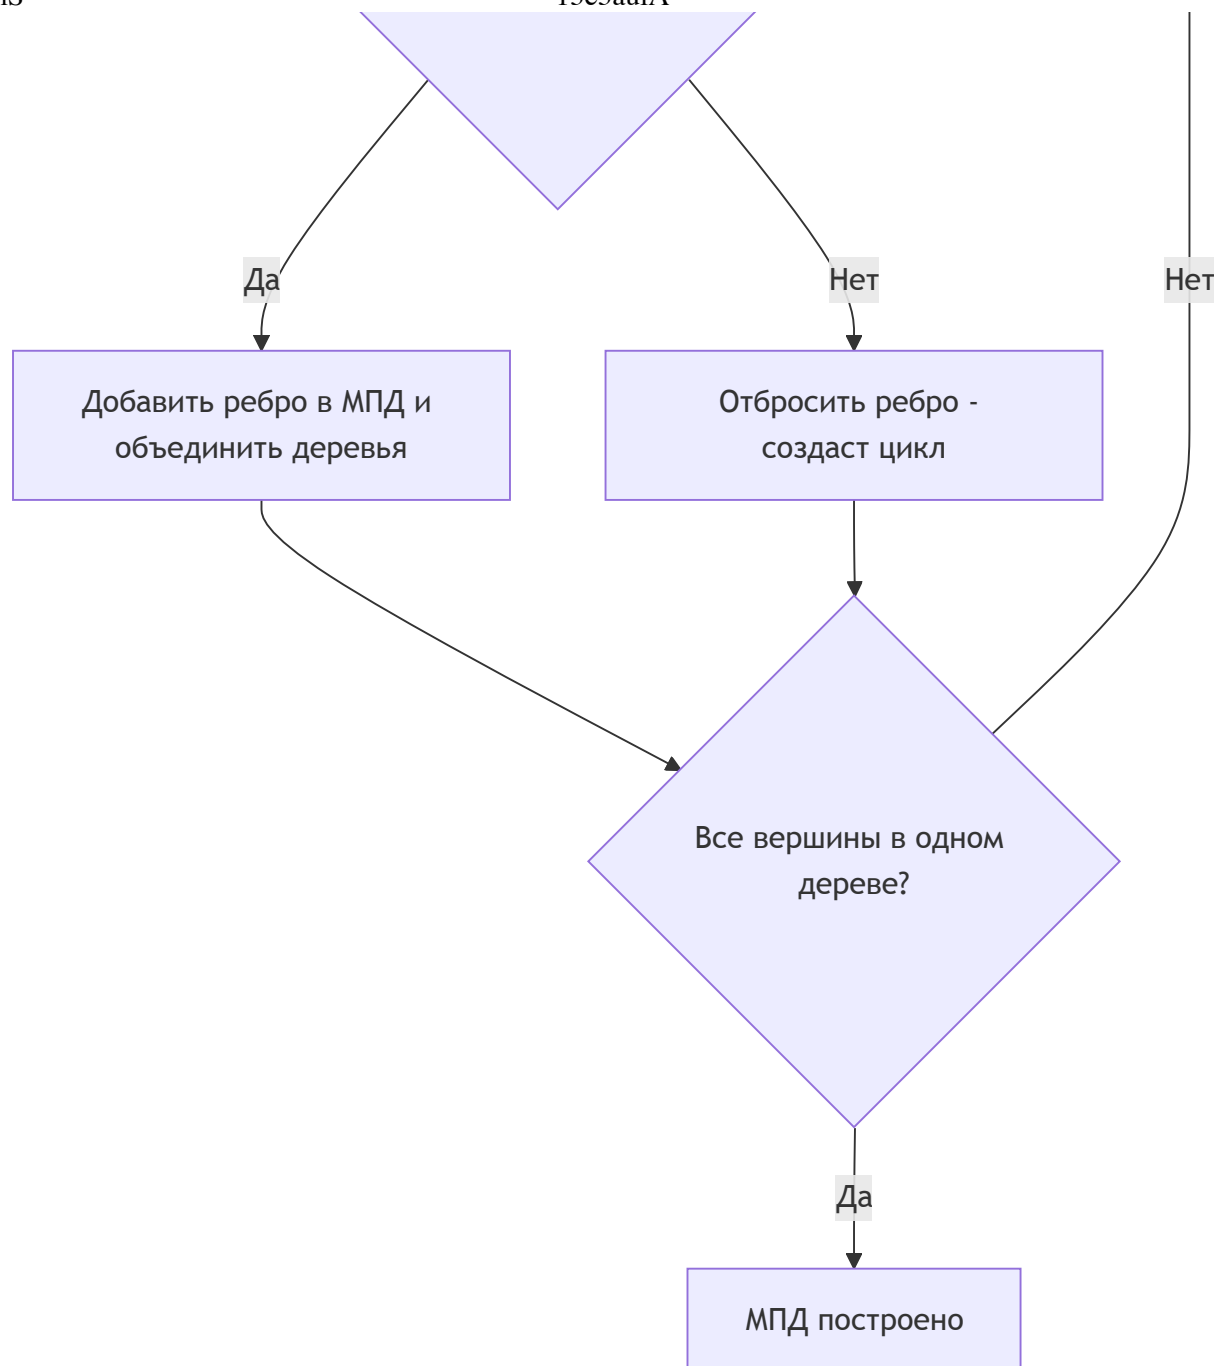 Да
Нет
Нет
Добавить ребро в МПД и
объединить деревья
Отбросить ребро -
создаст цикл
Все вершины в одном
дереве?
Да
МПД построено